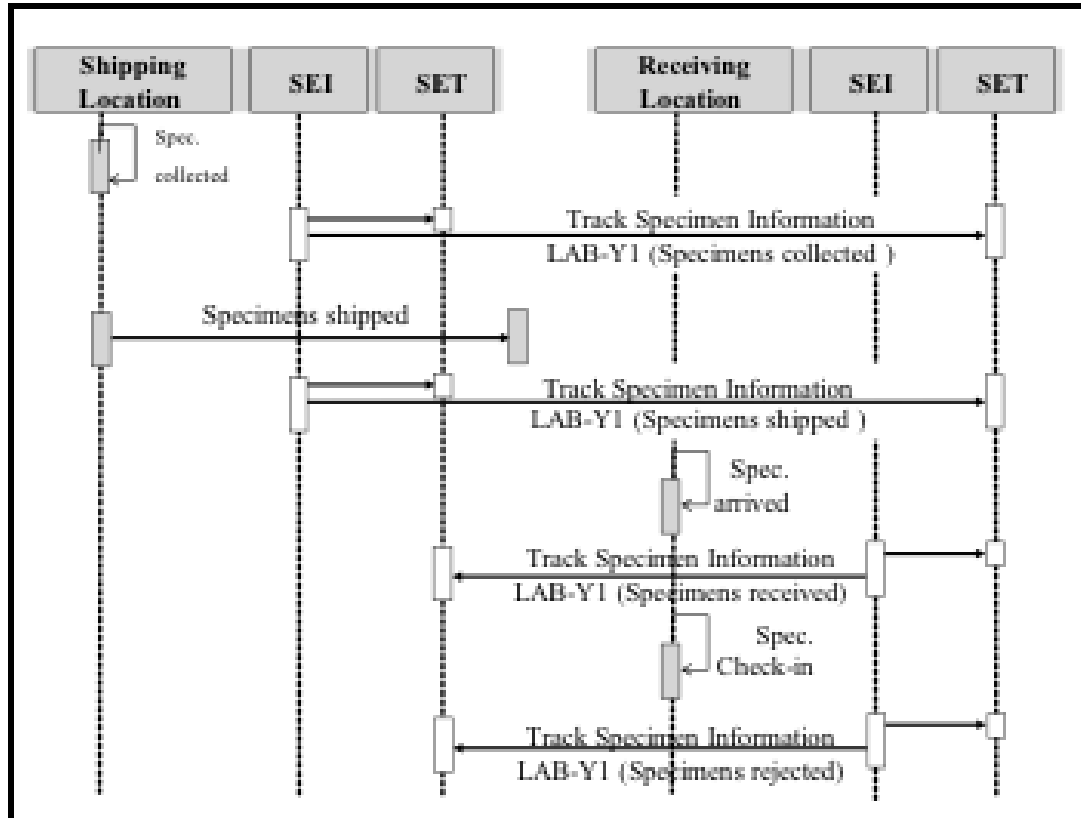 Shipping
Location
SEI
SET
Receiving
Location
SEI
SET
Spec.
collected
Track Specimen Information
LAB-Y1 (Specimens collected )
Specimens shipped
Track Specimen Information
LAB-Y1 (Specimens shipped )
Spec.
arrived
Track Specimen Information
LAB-Y1 (Specimens received)
Spec.
Check-in
Track Specimen Information
LAB-Y1 (Specimens rejected)